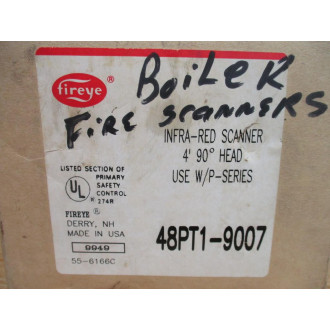 fireye ®
BoiLeR
FiRE SCANNERS
INFRA-RED SCANNER
4' 90° HEAD
USE W/P-SERIES
LISTED SECTION OF
PRIMARY
SAFETY
CONTROL
274R
UL ®
FIREYE ®
DERRY, NH
MADE IN USA
9949
55-6166C
48PT1-9007